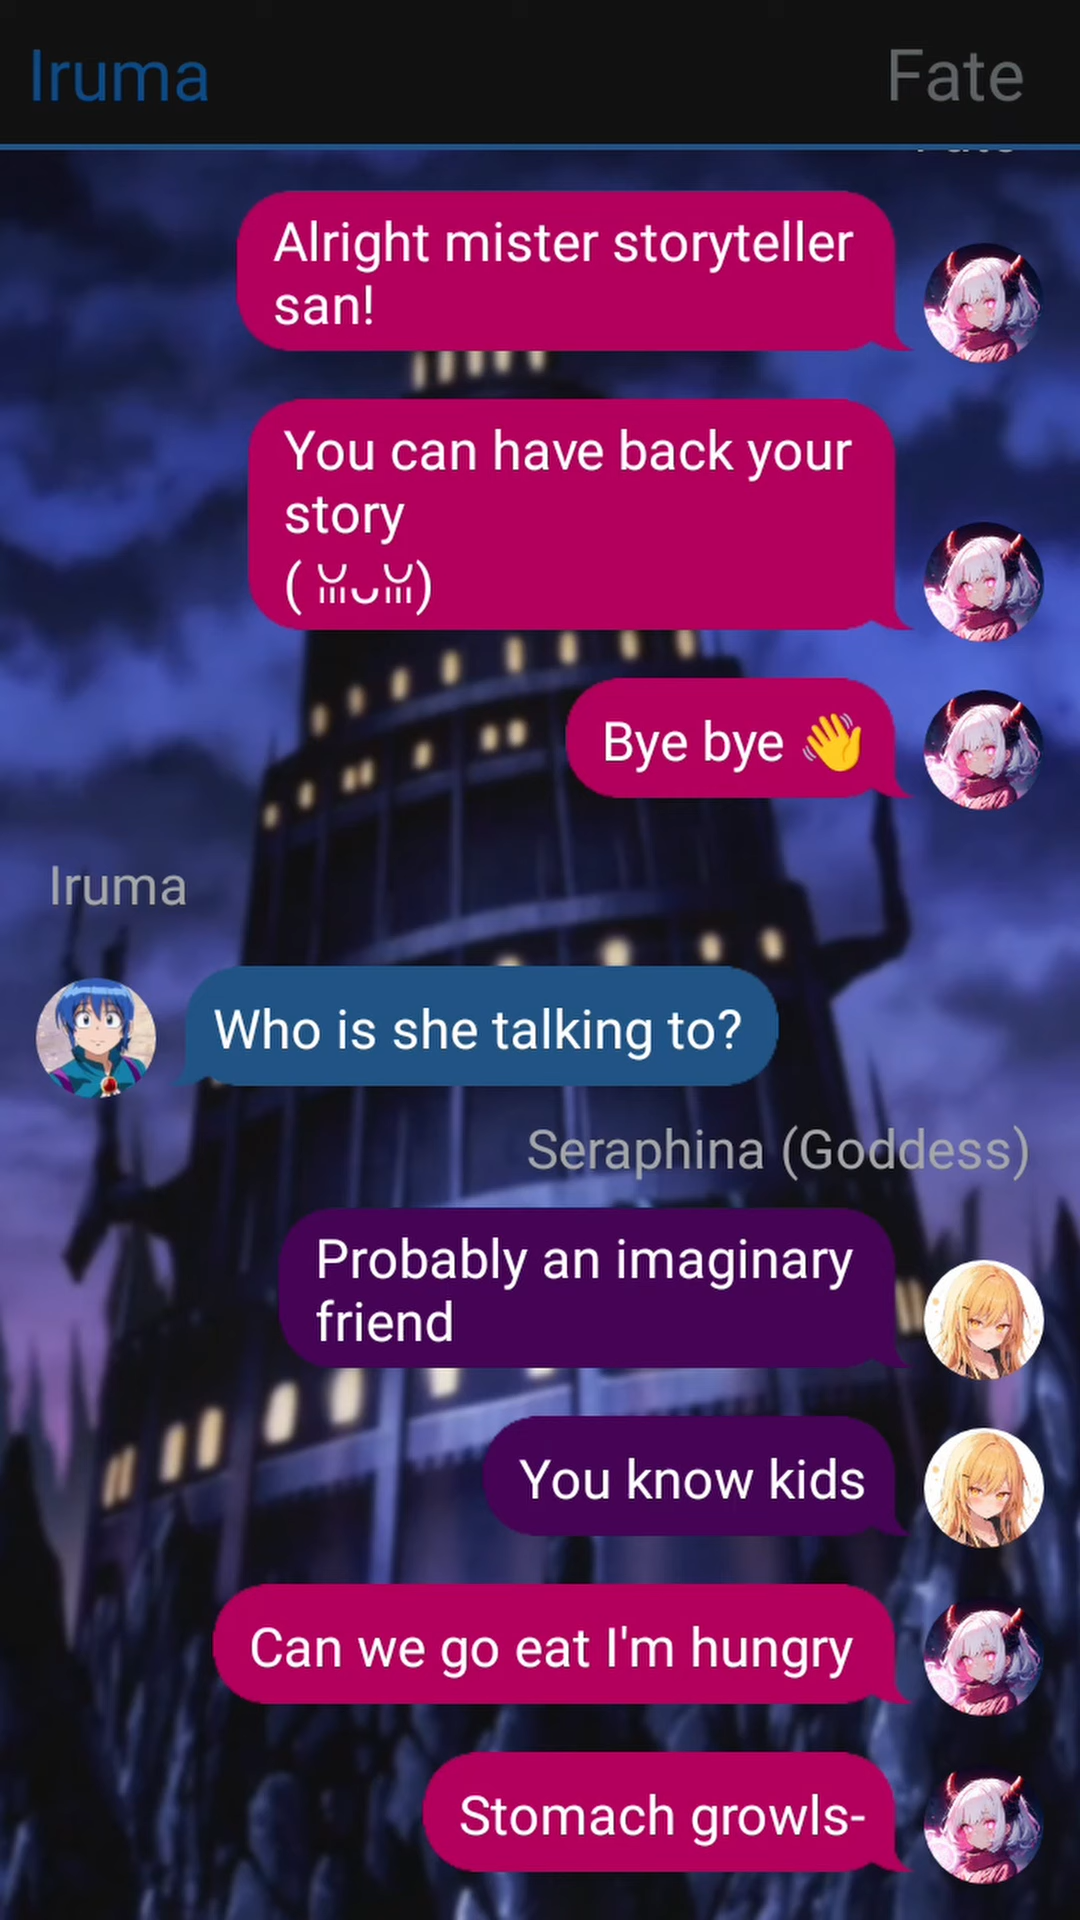 Iruma
Fate
Alright mister storyteller
san!
You can have back your
story
( ಢ‿ಢ)
Bye bye 👋
Iruma
Who is she talking to?
Seraphina (Goddess)
Probably an imaginary
friend
You know kids
Can we go eat I'm hungry
Stomach growls-